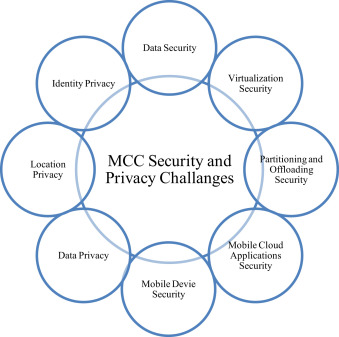 Data Security
Virtualization
Security
Partitioning and
Offloading
Security
Mobile Cloud
Applications
Security
Mobile Devie
Security
Data Privacy
Location
Privacy
Identity Privacy
MCC Security and
Privacy Challanges